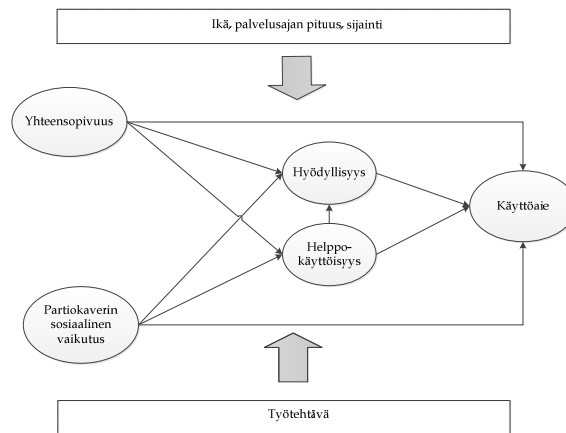 Ikä, palvelusajan pituus, sijainti
Yhteensopivuus
Hyödyllisyys
Käyttöaie
Helppo-
käyttöisyys
Partiokaverin
sosiaalinen
vaikutus
Työtehtävä